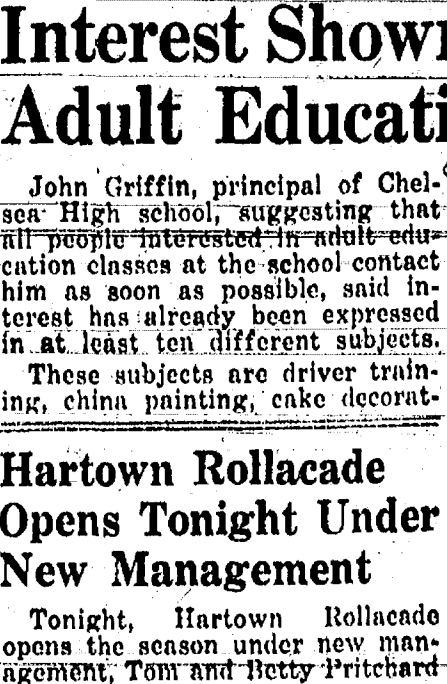 Interest Shown
Adult Educati
John Griffin, principal of Chel-
sea High school, suggesting that
all people interested in adult edu-
cation classes at the school contact
him as soon as possible, said in-
terest has already been expressed
in at least ten different subjects.
These subjects are driver train-
ing, china painting, cake decorat-
Hartown Rollacade
Opens Tonight Under
New Management
Tonight, Hartown Rollacade
opens the season under new man-
agement, Tom and Betty Pritchard